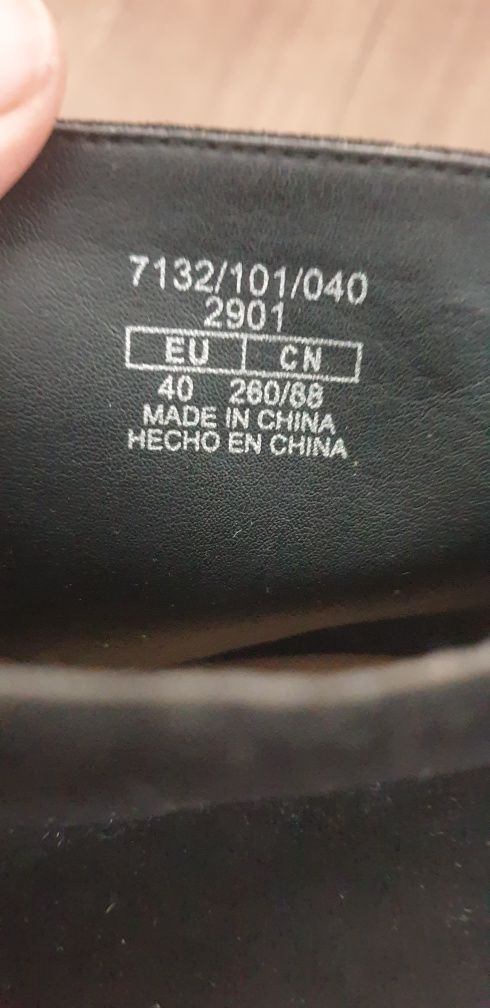 7132/101/040
2901
EU CN
40 260/88
MADE IN CHINA
HECHO EN CHINA